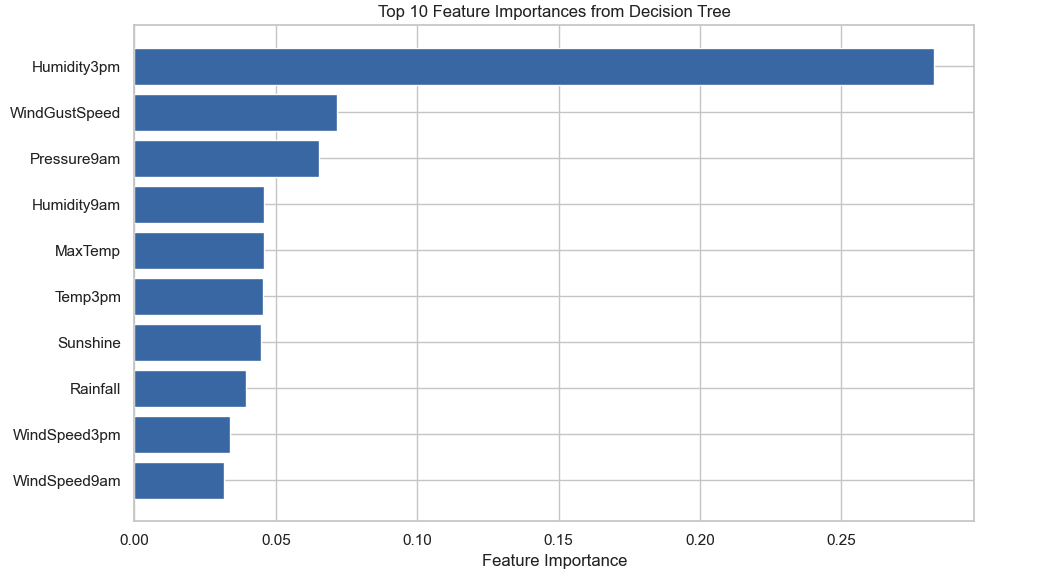 Top 10 Feature Importances from Decision Tree
Humidity3pm
WindGustSpeed
Pressure9am
Humidity9am
MaxTemp
Temp3pm
Sunshine
Rainfall
WindSpeed3pm
WindSpeed9am
0.00 0.05 0.10 0.15 0.20 0.25
Feature Importance